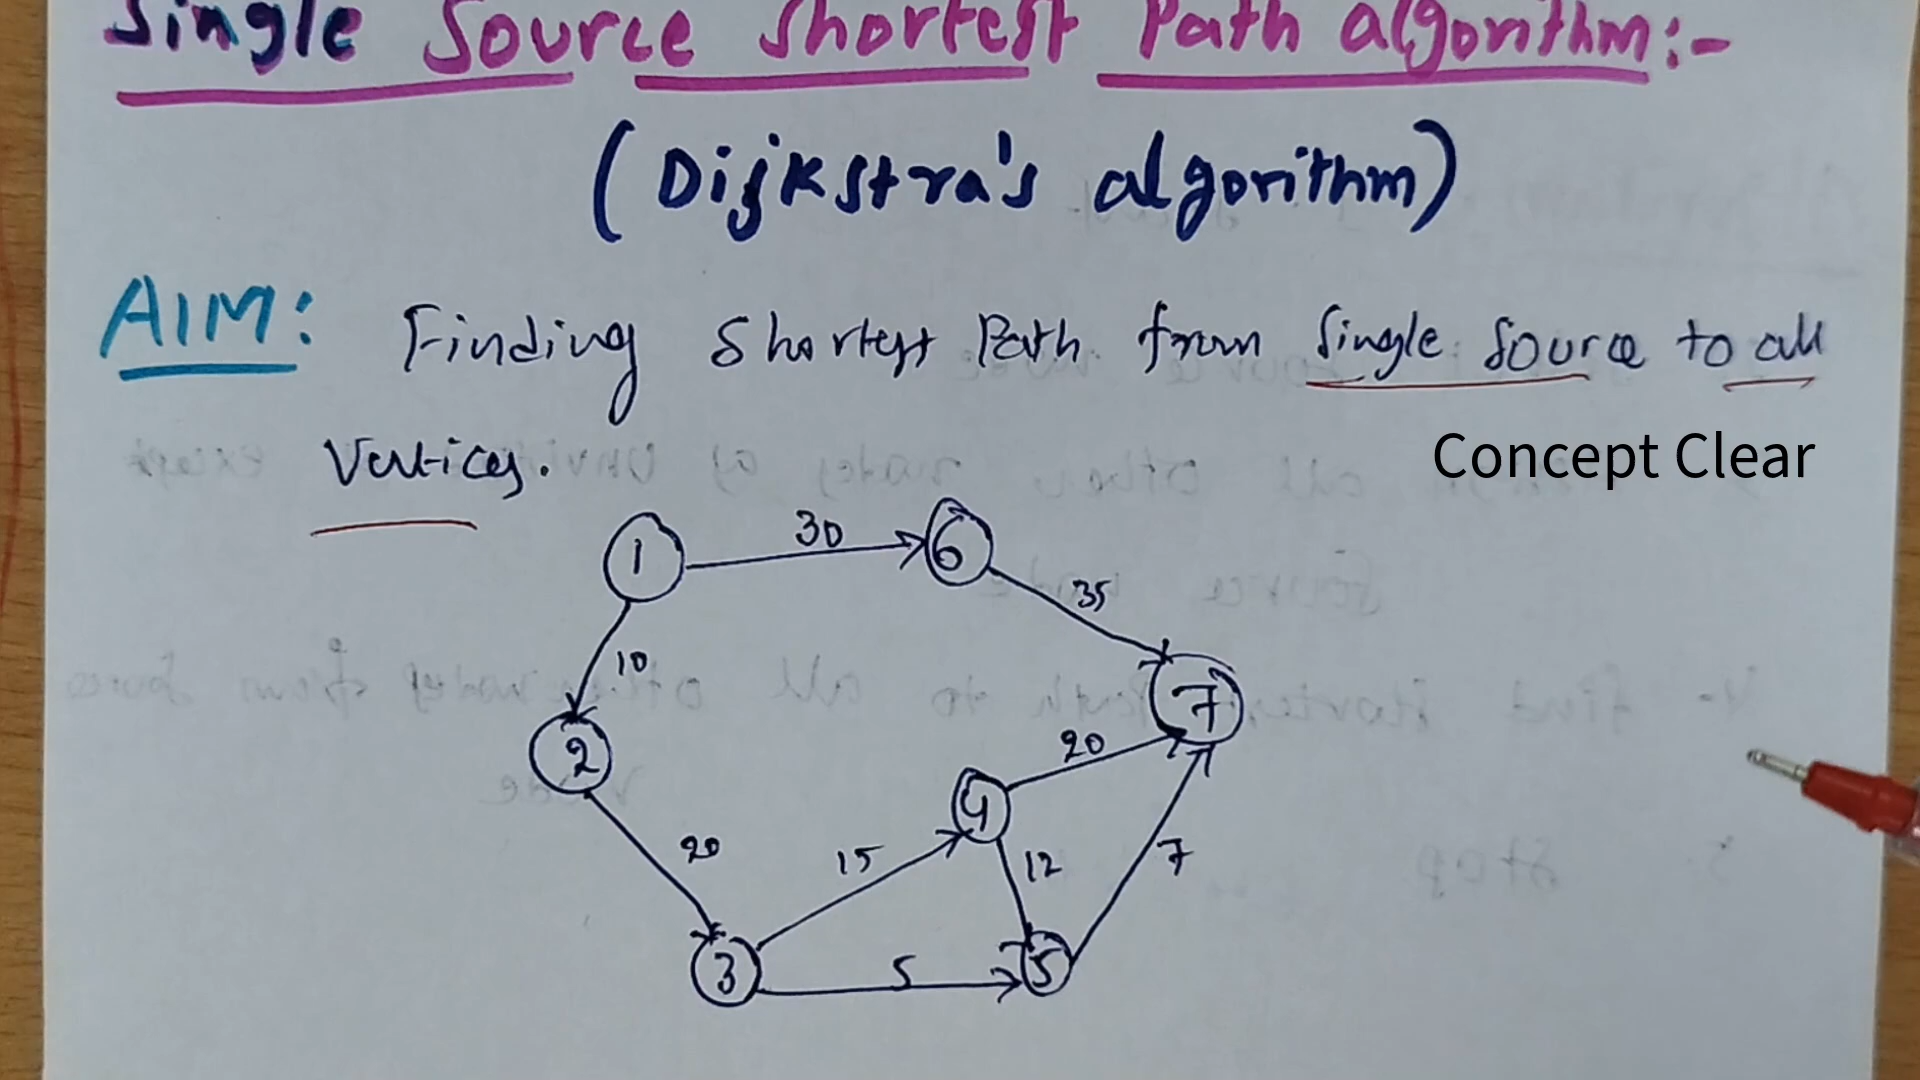 Single Source Shortest Path algorithm:-
(Dijkstra's algorithm)
AIM: Finding Shortest Path from Single Source to all
Vertices.
Concept Clear
1 30 6
35
10
7
2
20
4
20 15 12 7
3 5 5